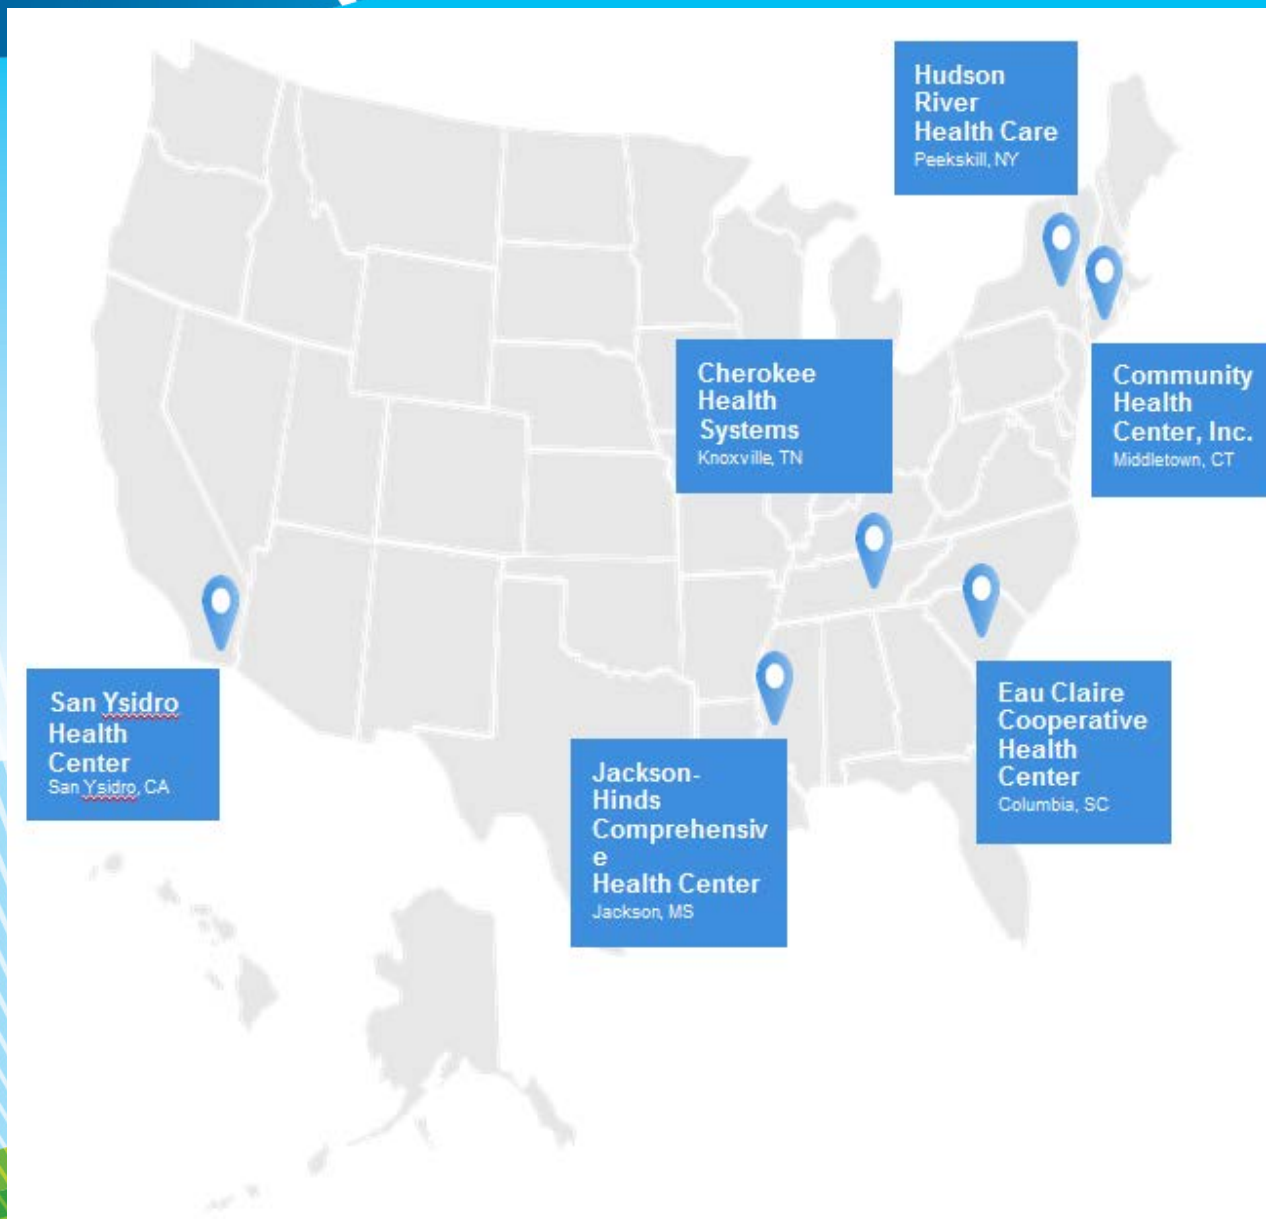 Hudson
River
Health Care
Peekskill, NY
Cherokee
Health
Systems
Knoxville, TN
Community
Health
Center, Inc.
Middletown, CT
San Ysidro
Health
Center
San Ysidro, CA
Jackson-
Hinds
Comprehensiv
e
Health Center
Jackson, MS
Eau Claire
Cooperative
Health
Center
Columbia, SC